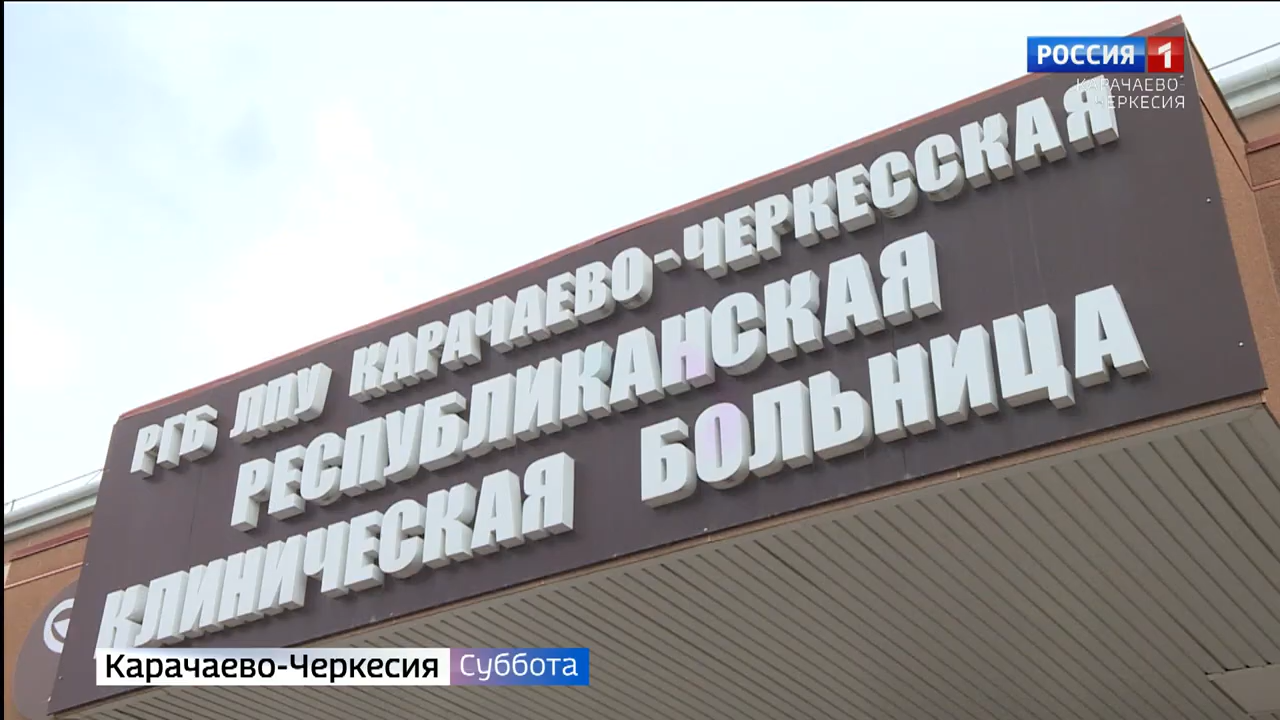 РОССИЯ 1
КАРАЧАЕВО
ЧЕРКЕСИЯ
РГБ ЛПУ КАРАЧАЕВО-ЧЕРКЕССКАЯ
РЕСПУБЛИКАНСКАЯ
КЛИНИЧЕСКАЯ БОЛЬНИЦА
Карачаево-Черкесия Суббота